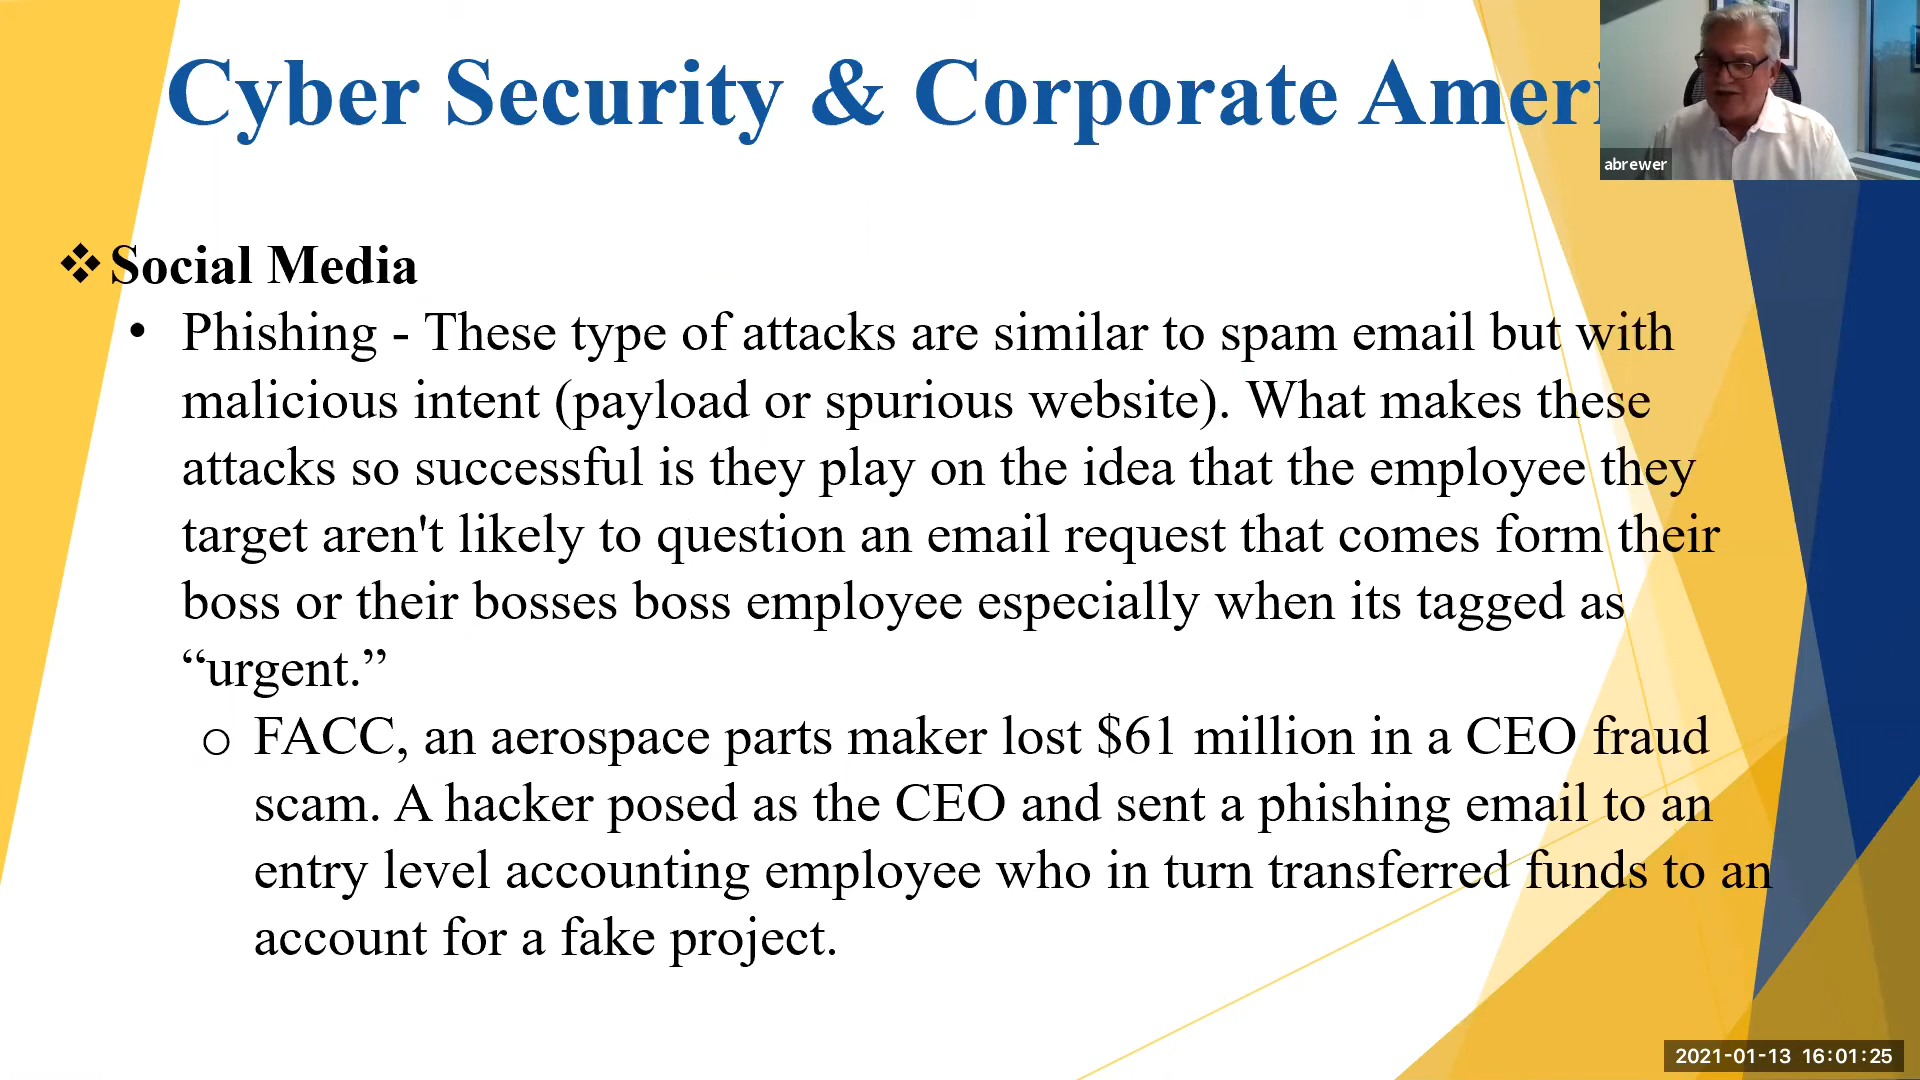 Cyber Security & Corporate Ameri
abrewer
❖ Social Media
• Phishing - These type of attacks are similar to spam email but with
malicious intent (payload or spurious website). What makes these
attacks so successful is they play on the idea that the employee they
target aren't likely to question an email request that comes form their
boss or their bosses boss employee especially when its tagged as
“urgent.”
o FACC, an aerospace parts maker lost $61 million in a CEO fraud
scam. A hacker posed as the CEO and sent a phishing email to an
entry level accounting employee who in turn transferred funds to an
account for a fake project.
2021-01-13 16:01:25